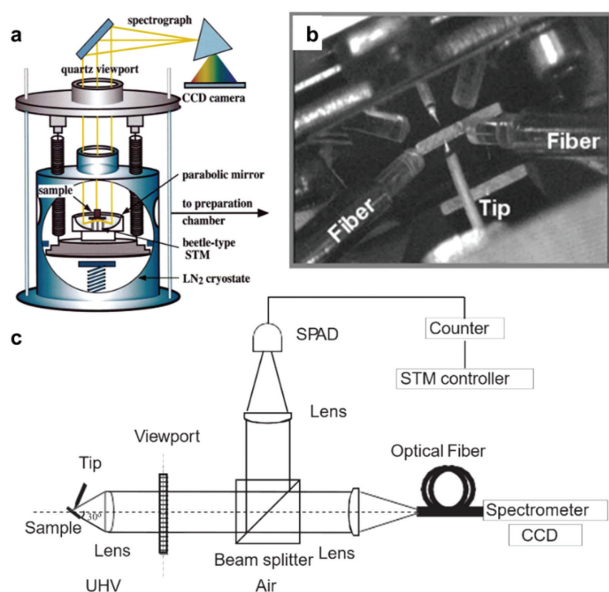 a
spectrograph
quartz viewport
CCD camera
sample
parabolic mirror
to preparation
chamber
beetle-type
STM
LN2 cryostate
b
Fiber
Fiber
Tip
c
SPAD
Counter
STM controller
Lens
Viewport
Optical Fiber
Tip
Sample
30°
Lens
Beam splitter
Lens
Spectrometer
CCD
UHV
Air